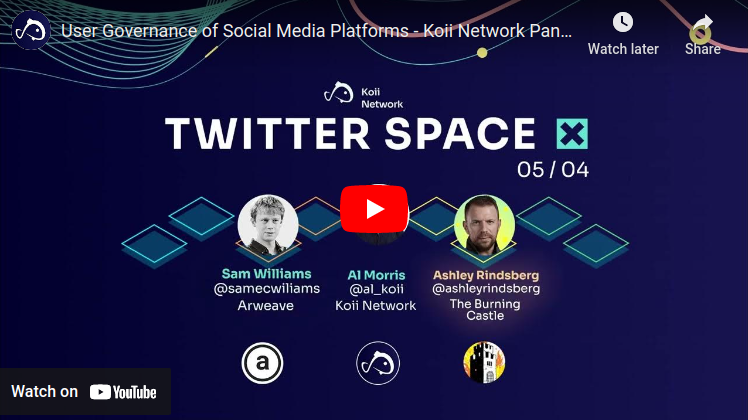 User Governance of Social Media Platforms - Koii Network Pan...
Watch later
Share
Koii
Network
TWITTER SPACE
05 / 04
Sam Williams
@samecwiliams
Arweave
Al Morris
@al_koii
Koii Network
Ashley Rindsberg
@ashleyrindsberg
The Burning
Castle
a
Watch on YouTube